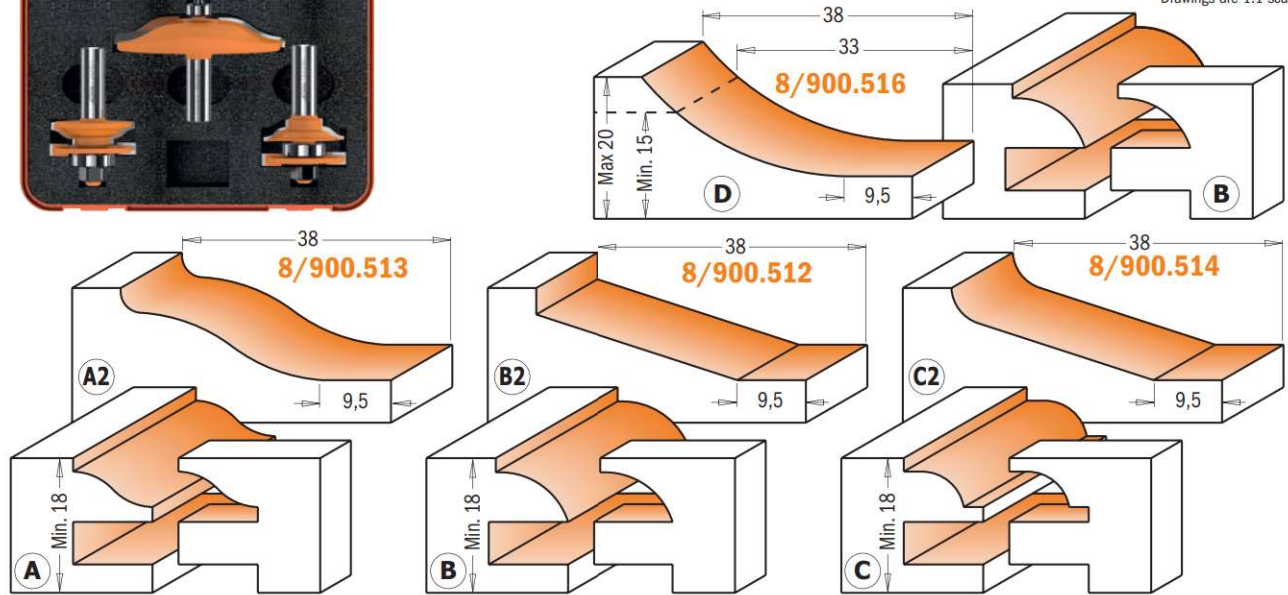 Drawings are 1:1
38
33
8/900.516
Max 20
Min. 15
D
9,5
B
38
8/900.513
A2
9,5
38
8/900.512
B2
9,5
38
8/900.514
C2
9,5
Min. 18
A
Min. 18
B
Min. 18
C